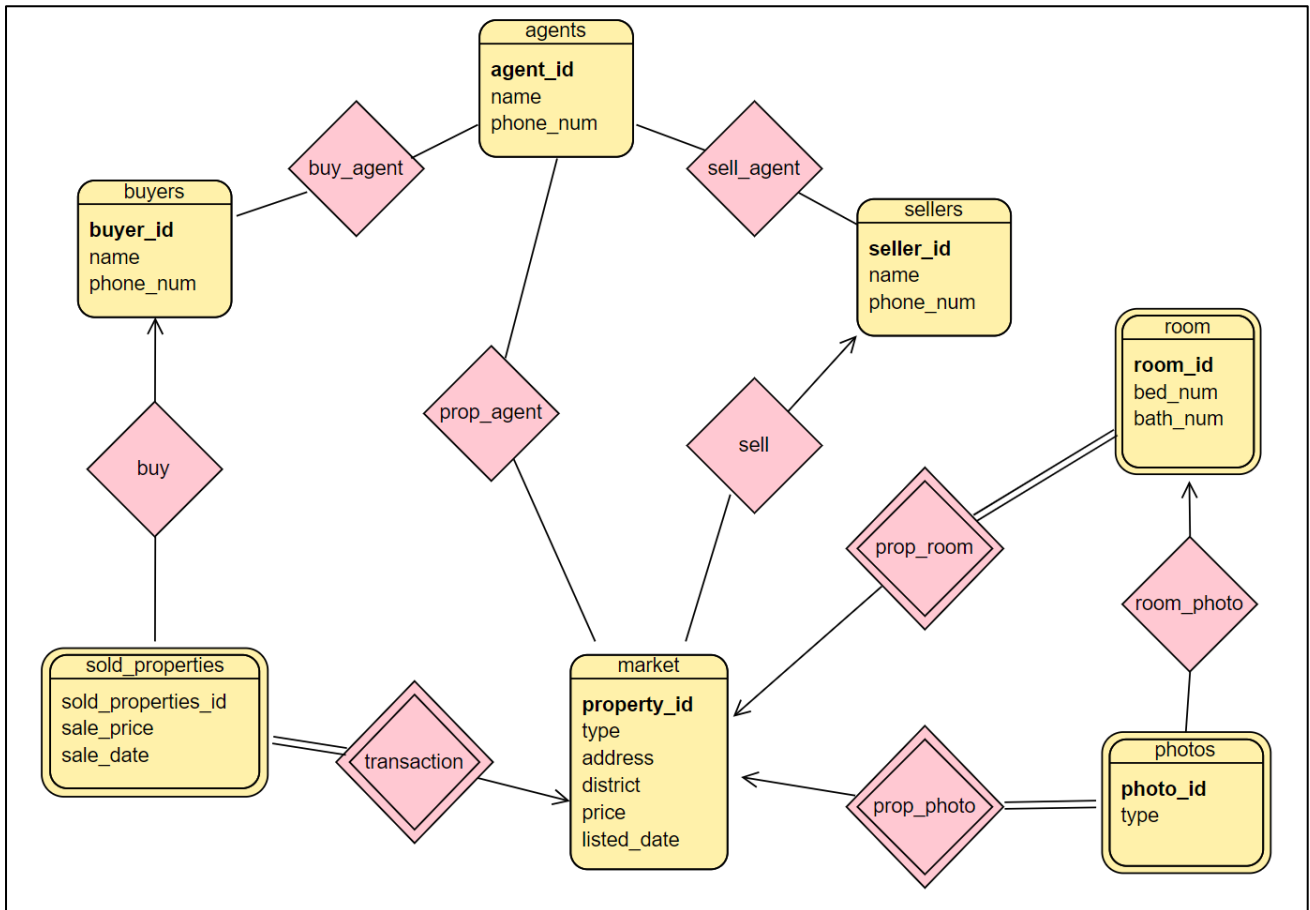 agents
agent_id
name
phone_num
buy_agent
sell_agent
buyers
buyer_id
name
phone_num
sellers
seller_id
name
phone_num
room
room_id
bed_num
bath_num
prop_agent
sell
buy
prop_room
room_photo
sold_properties
sold_properties_id
sale_price
sale_date
transaction
market
property_id
type
address
district
price
listed_date
prop_photo
photos
photo_id
type